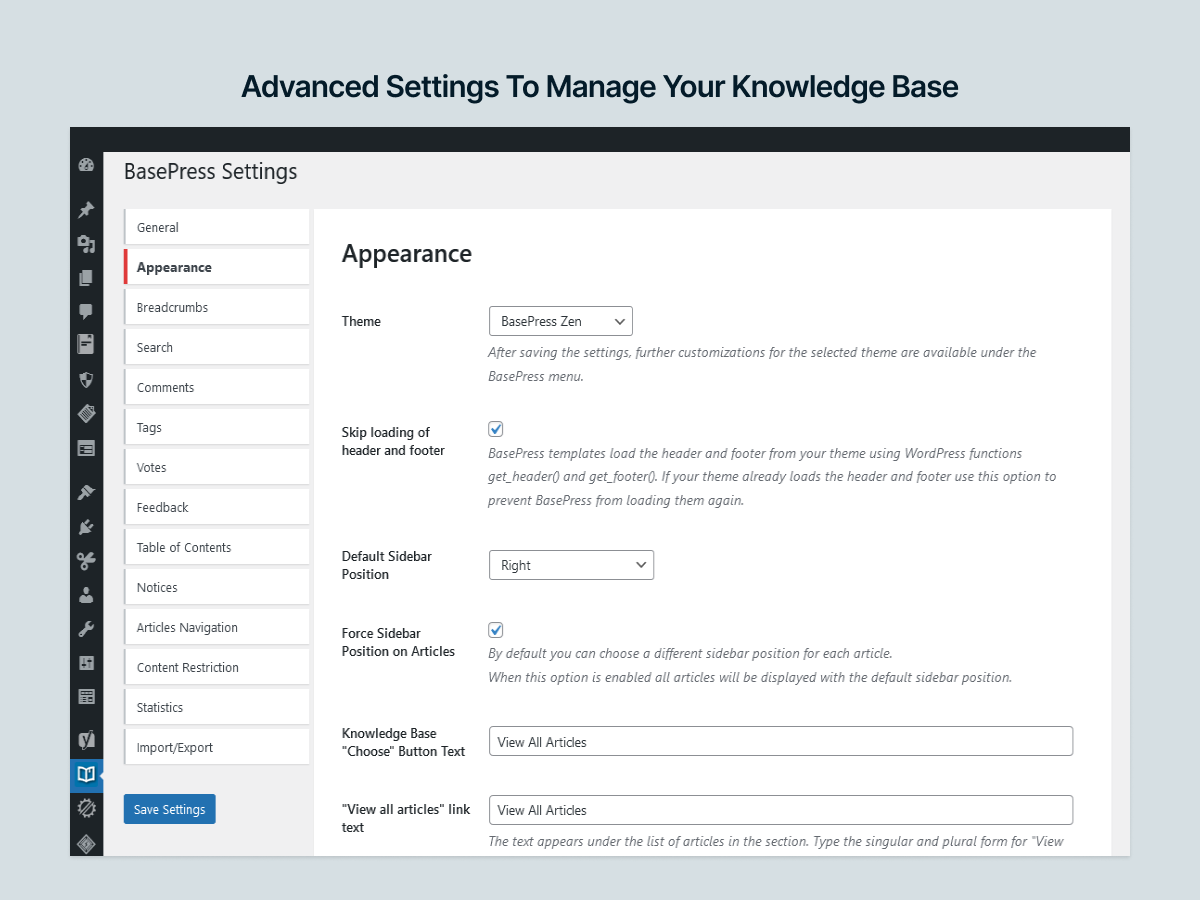 Advanced Settings To Manage Your Knowledge Base
BasePress Settings
General
Appearance
Breadcrumbs
Search
Comments
Tags
Votes
Feedback
Table of Contents
Notices
Articles Navigation
Content Restriction
Statistics
Import/Export
Save Settings
Appearance
Theme
BasePress Zen
After saving the settings, further customizations for the selected theme are available under the
BasePress menu.
Skip loading of
header and footer
BasePress templates load the header and footer from your theme using WordPress functions
get_header() and get_footer(). If your theme already loads the header and footer use this option to
prevent BasePress from loading them again.
Default Sidebar
Position
Right
Force Sidebar
Position on Articles
By default you can choose a different sidebar position for each article.
When this option is enabled all articles will be displayed with the default sidebar position.
Knowledge Base
"Choose" Button Text
View All Articles
"View all articles" link
text
View All Articles
The text appears under the list of articles in the section. Type the singular and plural form for "View